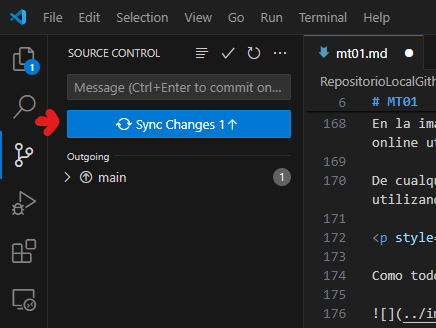 File Edit Selection View Go Run Terminal Help
SOURCE CONTROL
mt01.md
1
Message (Ctrl+Enter to commit on...
RepositorioLocalGith
6 # MT01
Sync Changes 1↑
168 En la ima
online ut
169
Outgoing
170 De cualqu
main 1
utilizand
171
172 <p style=
173
174 Como todo
175
176 ![](../in